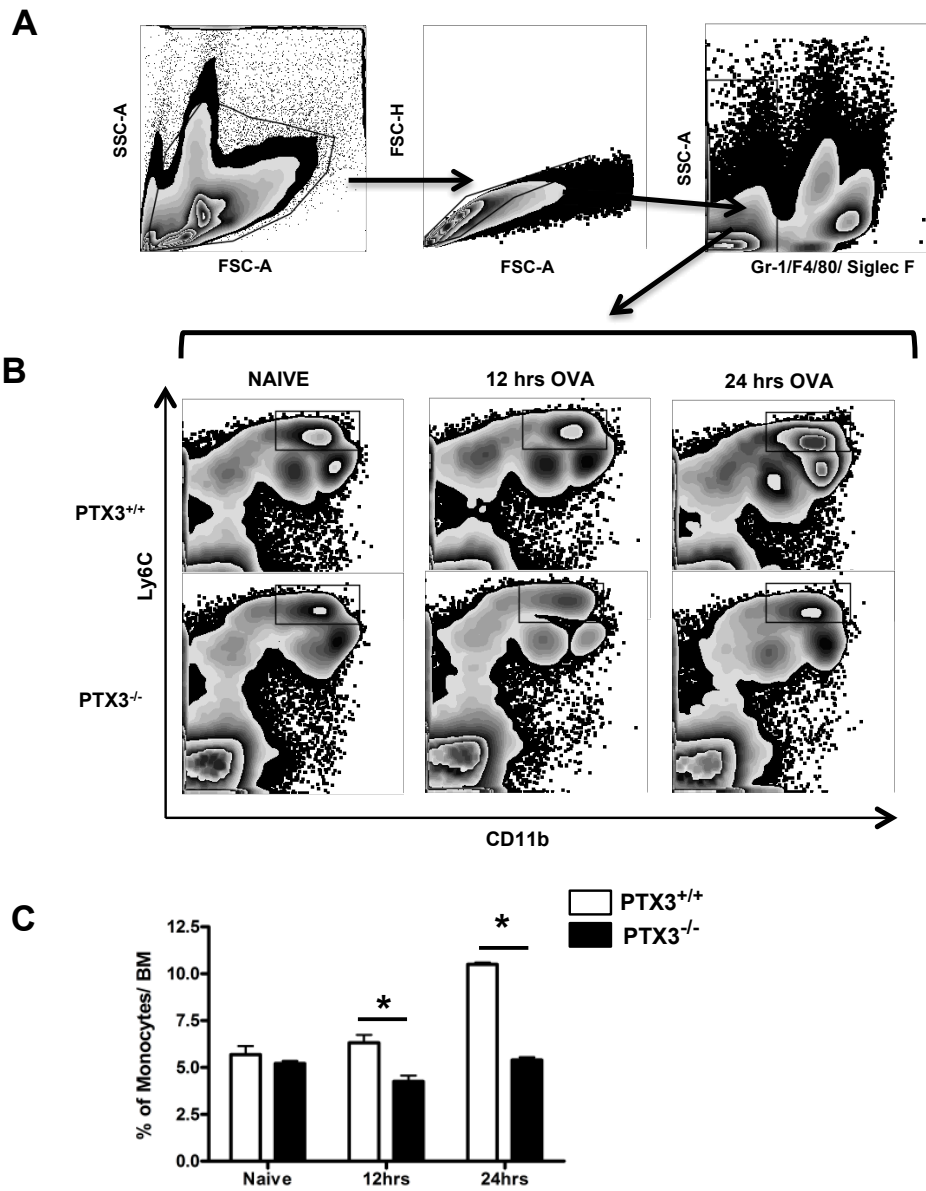 A
SSC-A
FSC-A
FSC-H
FSC-A
SSC-A
Gr-1/F4/80/ Siglec F
B
NAIVE
12 hrs OVA
24 hrs OVA
PTX3+/+
PTX3-/-
Ly6C
CD11b
C
PTX3+/+
PTX3-/-
% of Monocytes/ BM
12.5
10.0
7.5
5.0
2.5
0.0
*
*
Naive
12hrs
24hrs